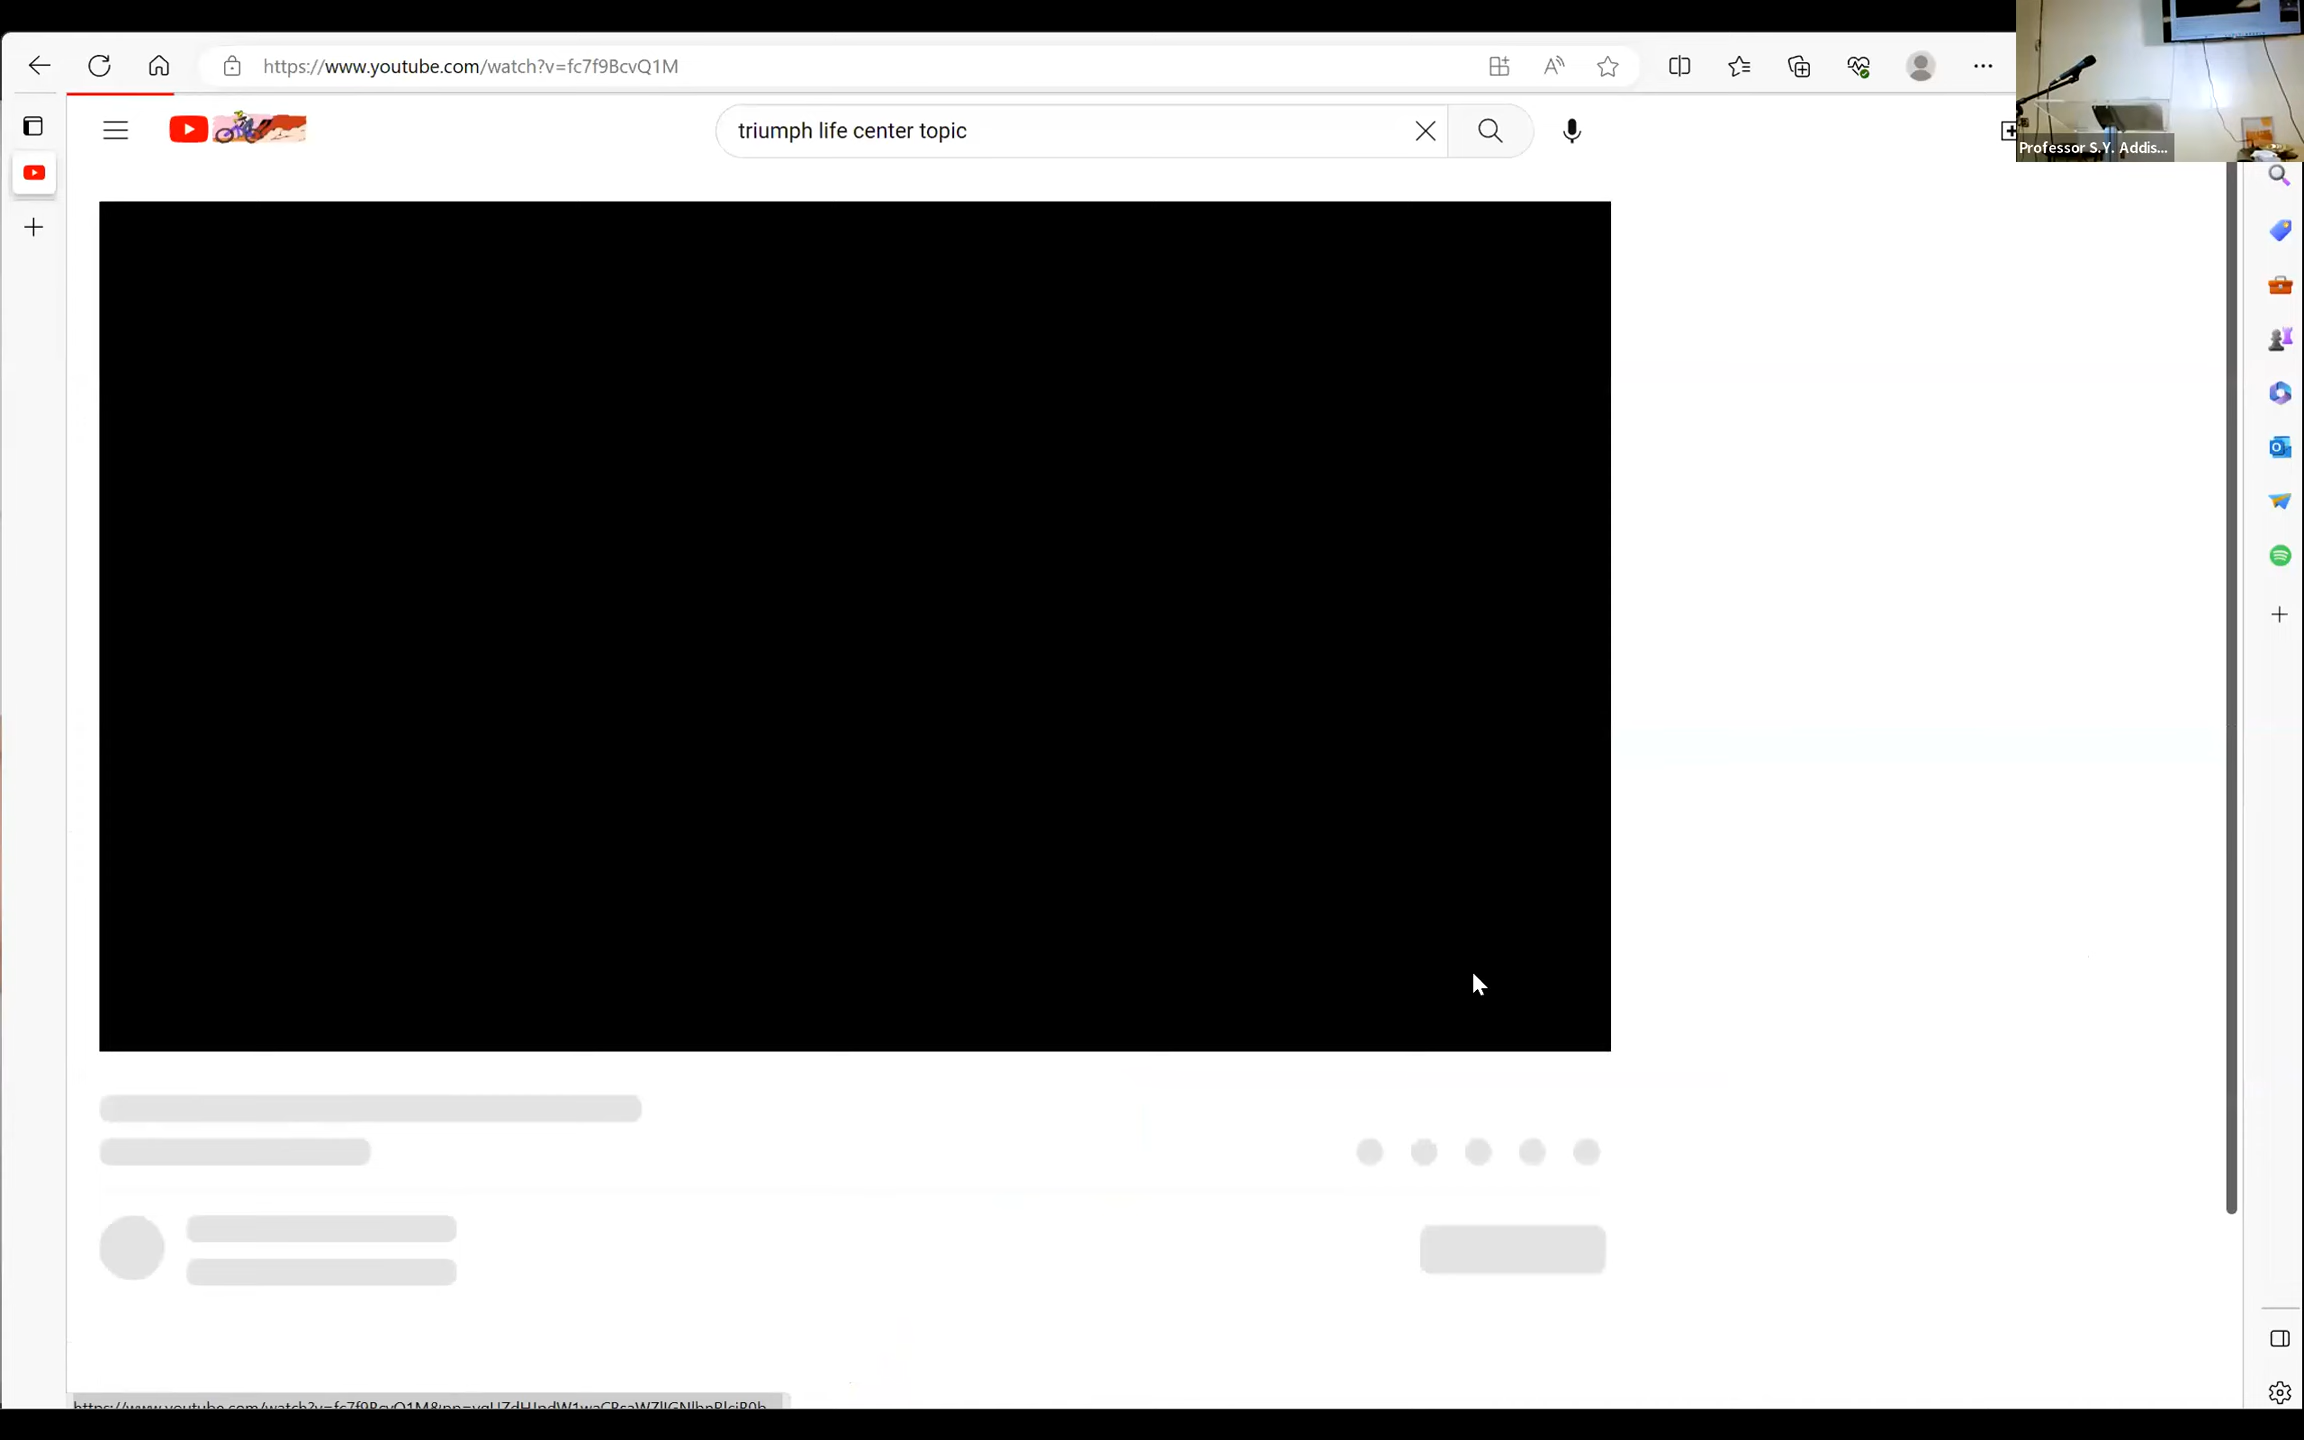 https://www.youtube.com/watch?v=fc7f9BcvQ1M
triumph life center topic
Professor S.Y. Addis...